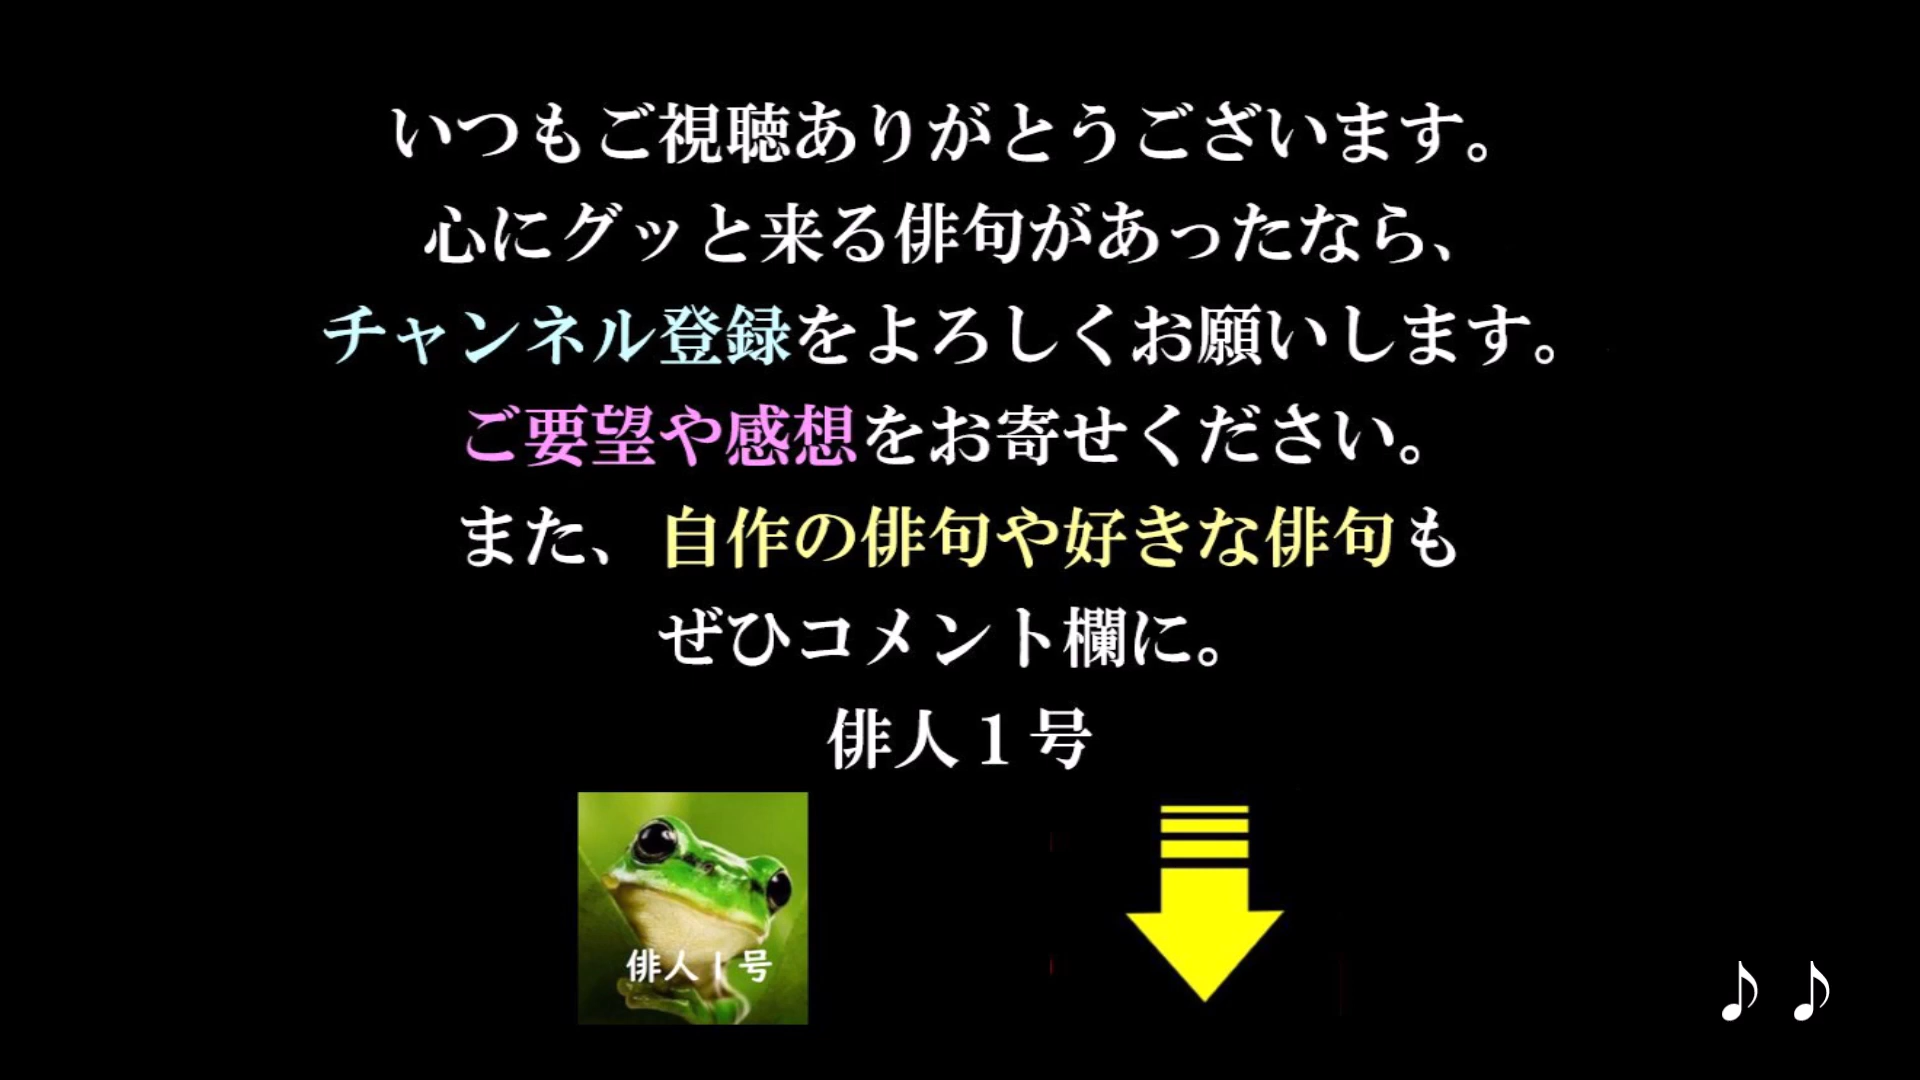 いつもご視聴ありがとうございます。
心にグッと来る俳句があったなら、
チャンネル登録をよろしくお願いします。
ご要望や感想をお寄せください。
また、自作の俳句や好きな俳句も
ぜひコメント欄に。
俳人１号
俳人１号
♪ ♪